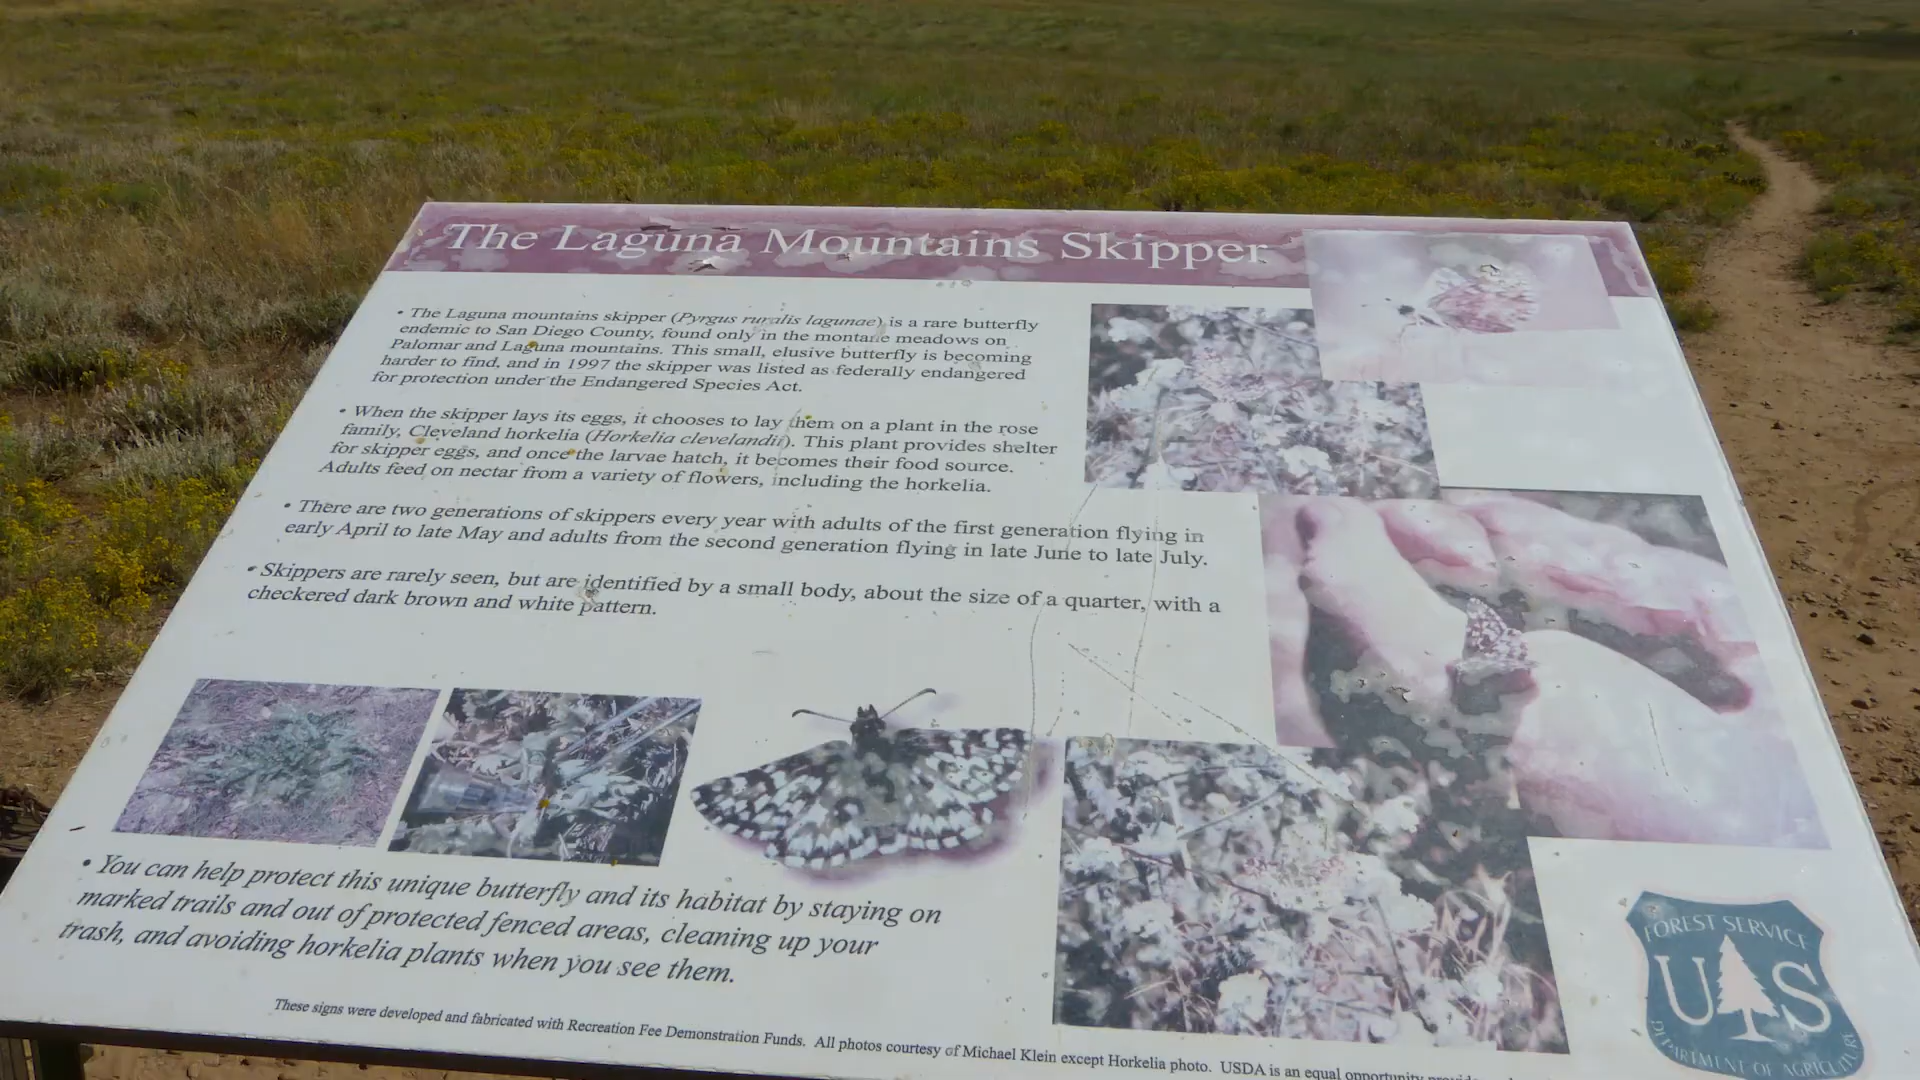 The Laguna Mountains Skipper
• The Laguna mountains skipper (Pyrgus ruralis lagunae) is a rare butterfly
endemic to San Diego County, found only in the montane meadows on
Palomar and Laguna mountains. This small, elusive butterfly is becoming
harder to find, and in 1997 the skipper was listed as federally endangered
for protection under the Endangered Species Act.
• When the skipper lays its eggs, it chooses to lay them on a plant in the rose
family, Cleveland horkelia (Horkelia clevelandii). This plant provides shelter
for skipper eggs, and once the larvae hatch, it becomes their food source.
Adults feed on nectar from a variety of flowers, including the horkelia.
• There are two generations of skippers every year with adults of the first generation flying in
early April to late May and adults from the second generation flying in late June to late July.
• Skippers are rarely seen, but are identified by a small body, about the size of a quarter, with a
checkered dark brown and white pattern.
• You can help protect this unique butterfly and its habitat by staying on
marked trails and out of protected fenced areas, cleaning up your
trash, and avoiding horkelia plants when you see them.
These signs were developed and fabricated with Recreation Fee Demonstration Funds. All photos courtesy of Michael Klein except Horkelia photo. USDA is an equal opportunity
FOREST SERVICE
U S
DEPARTMENT OF AGRICULTURE